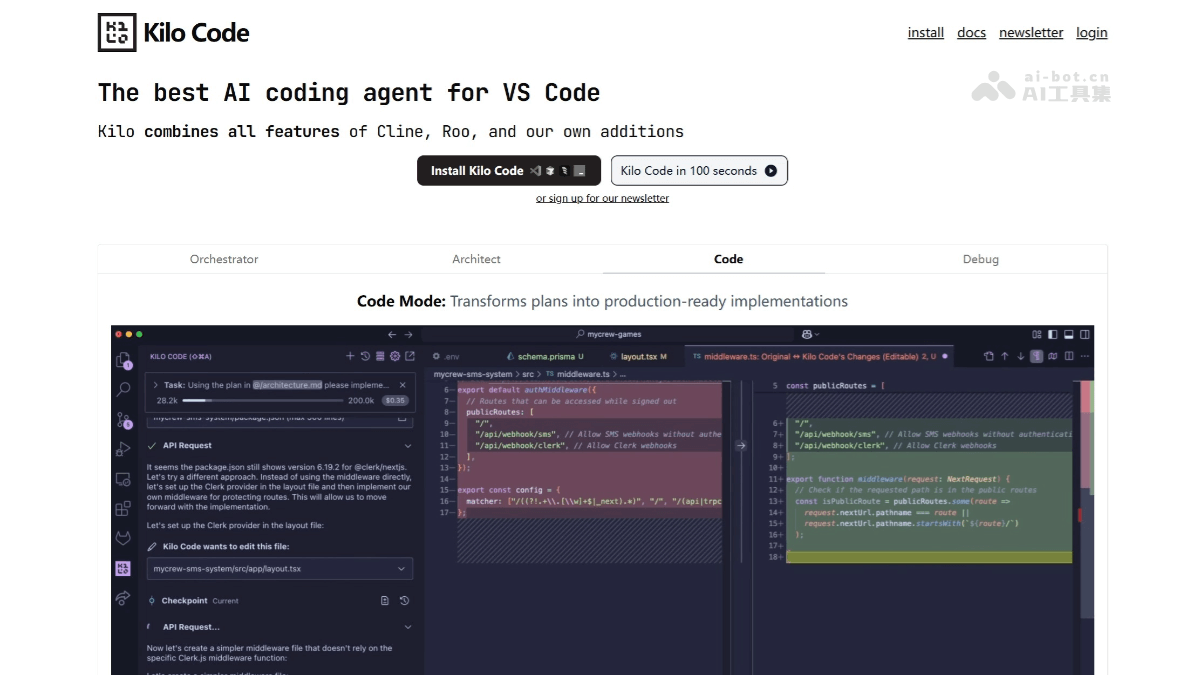 Kilo Code
install docs newsletter login
The best AI coding agent for VS Code
ai-bot.cn
AI工具集
Kilo combines all features of Cline, Roo, and our own additions
Install Kilo Code
Kilo Code in 100 seconds
or sign up for our newsletter
Orchestrator Architect Code Debug
Code Mode: Transforms plans into production-ready implementations
mycrew-games
KILO CODE (⇧⌘A)
Task: Using the plan in @/architecture.md please impleme...
28.2k 200.0k $0.35
API Request
It seems the package.json still shows version 6.19.2 for @clerk/nextjs.
Let's try a different approach. Instead of using the middleware directly,
let's set up the Clerk provider in the layout file and then implement our
own middleware for protecting routes. This will allow us to move
forward with the implementation.
Let's set up the Clerk provider in the layout file:
Kilo Code wants to edit this file:
mycrew-sms-system/src/app/layout.tsx
Checkpoint Current
API Request...
Now let's create a simpler middleware file that doesn't rely on the
specific Clerk.js middleware function:
.env schema.prisma U layout.tsx M TS middleware.ts: Original ↔ Kilo Code's Changes (Editable) 2, U
mycrew-sms-system > src > TS middleware.ts > ...
6— export default authMiddleware({
7— // Routes that can be accessed while signed out
8— publicRoutes: [
9— "/",
10— "/api/webhook/sms", // Allow SMS webhooks without authe
11— "/api/webhook/clerk", // Allow Clerk webhooks
12— ],
13— });
14—
15— export const config = {
16— matcher: ["/((?!.+\\.[\\w]+$|_next).*)", "/", "/(api|trpc
17— };
5 const publicRoutes = [
6+ "/",
7+ "/api/webhook/sms", // Allow SMS webhooks without authenticati
8+ "/api/webhook/clerk", // Allow Clerk webhooks
9+ ];
10+
11+ export function middleware(request: NextRequest) {
12+ // Check if the requested path is in the public routes
13+ const isPublicRoute = publicRoutes.some(route =>
14+ request.nextUrl.pathname === route ||
15+ request.nextUrl.pathname.startsWith(`${route}/`)
16+ );
17+
18+